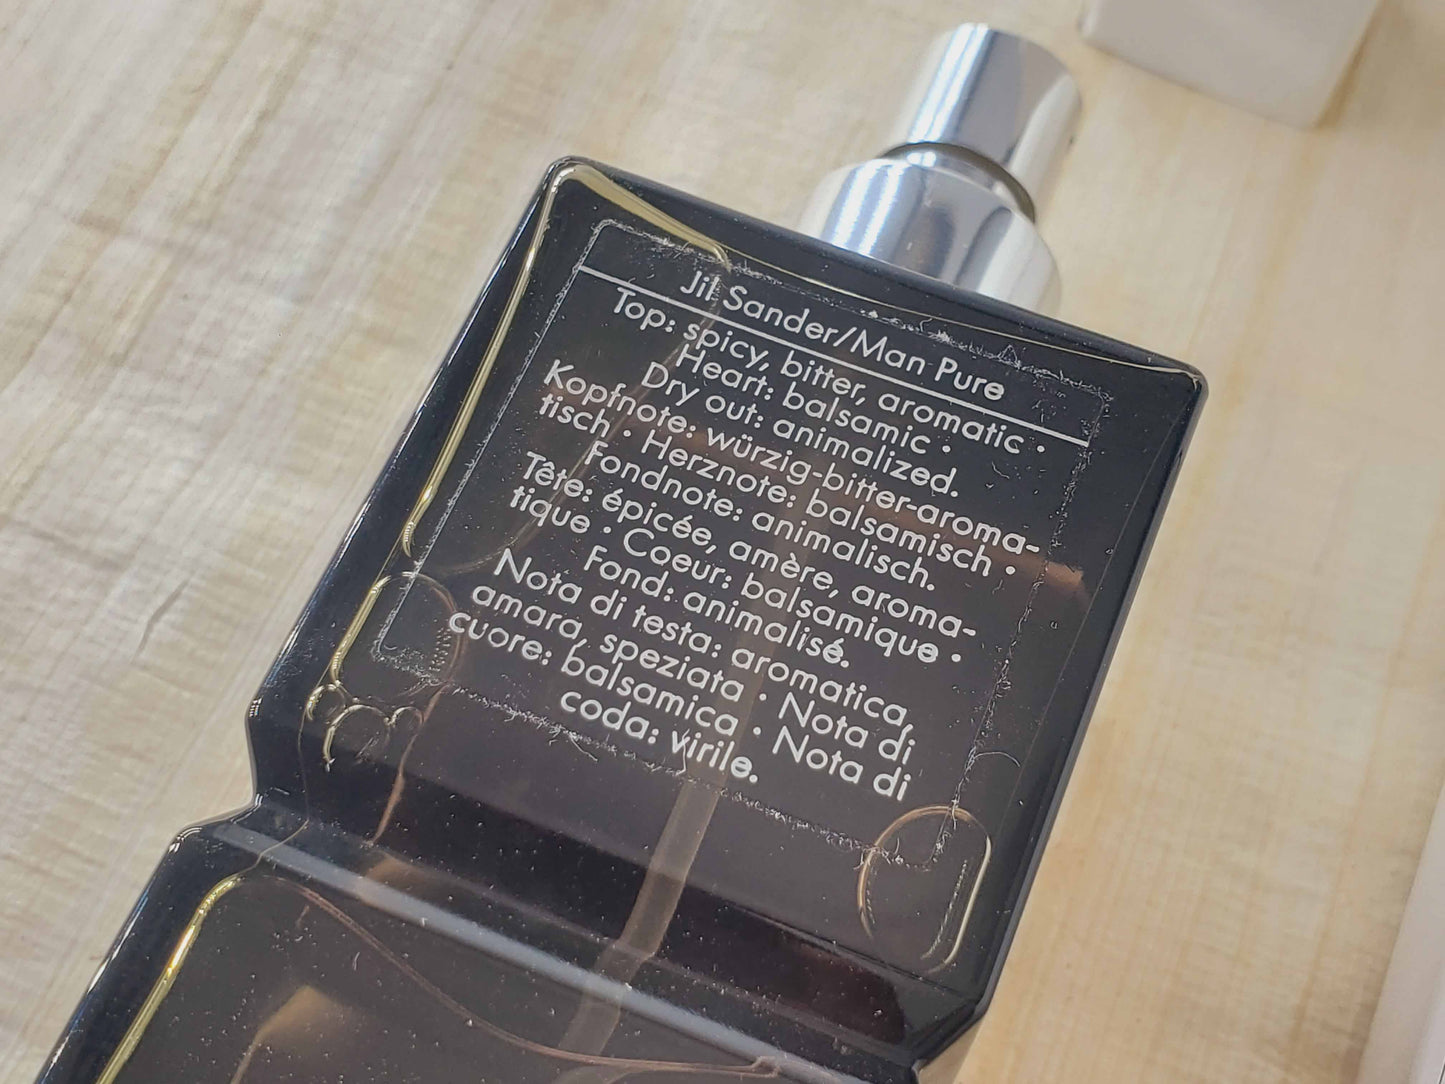 Jil Sander/Man Pure
Top: spicy, bitter, aromatic •
Heart: balsamic •
Dry out: animalized.
Kopfnote: würzig-bitter-aroma-
tisch • Herznote: balsamisch •
Fondnote: animalisch.
Tête: épicée, amère, aroma-
tique • Coeur: balsamique •
Fond: animalisé.
Nota di testa: aromatica,
amara, speziata • Nota di
cuore: balsamica • Nota di
coda: virile.